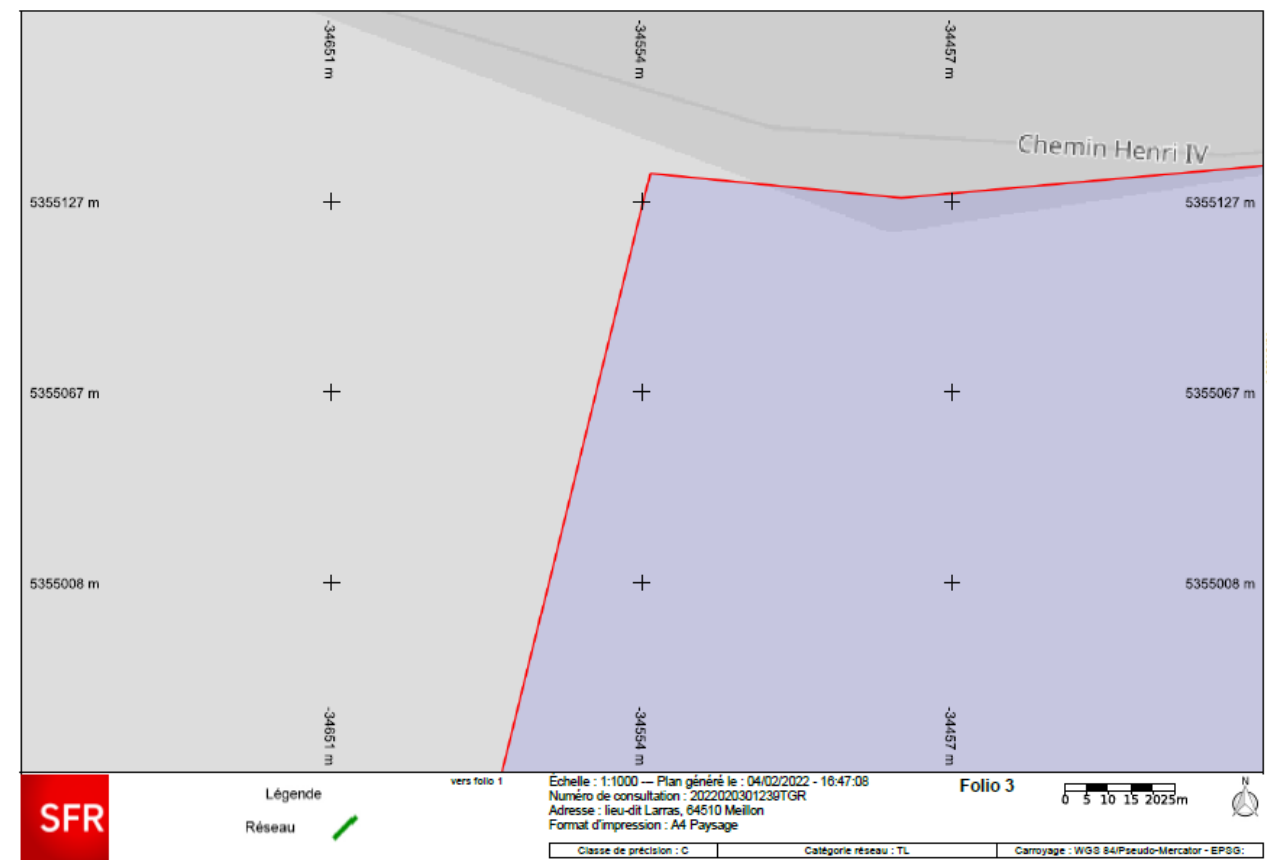 -34651 m
-34554 m
-34457 m
Chemin Henri IV
5355127 m
5355127 m
5355067 m
5355067 m
5355008 m
5355008 m
-34651 m
-34554 m
-34457 m
SFR
Légende
Réseau
vers folio 1
Échelle : 1:1000 --- Plan généré le : 04/02/2022 - 16:47:08
Numéro de consultation : 2022020301239TGR
Adresse : lieu-dit Larras, 64510 Meillon
Format d'impression : A4 Paysage
Folio 3
0 5 10 15 2025m
N
Classe de précision : C
Catégorie réseau : TL
Carroyage : WGS 84/Pseudo-Mercator - EPSG: